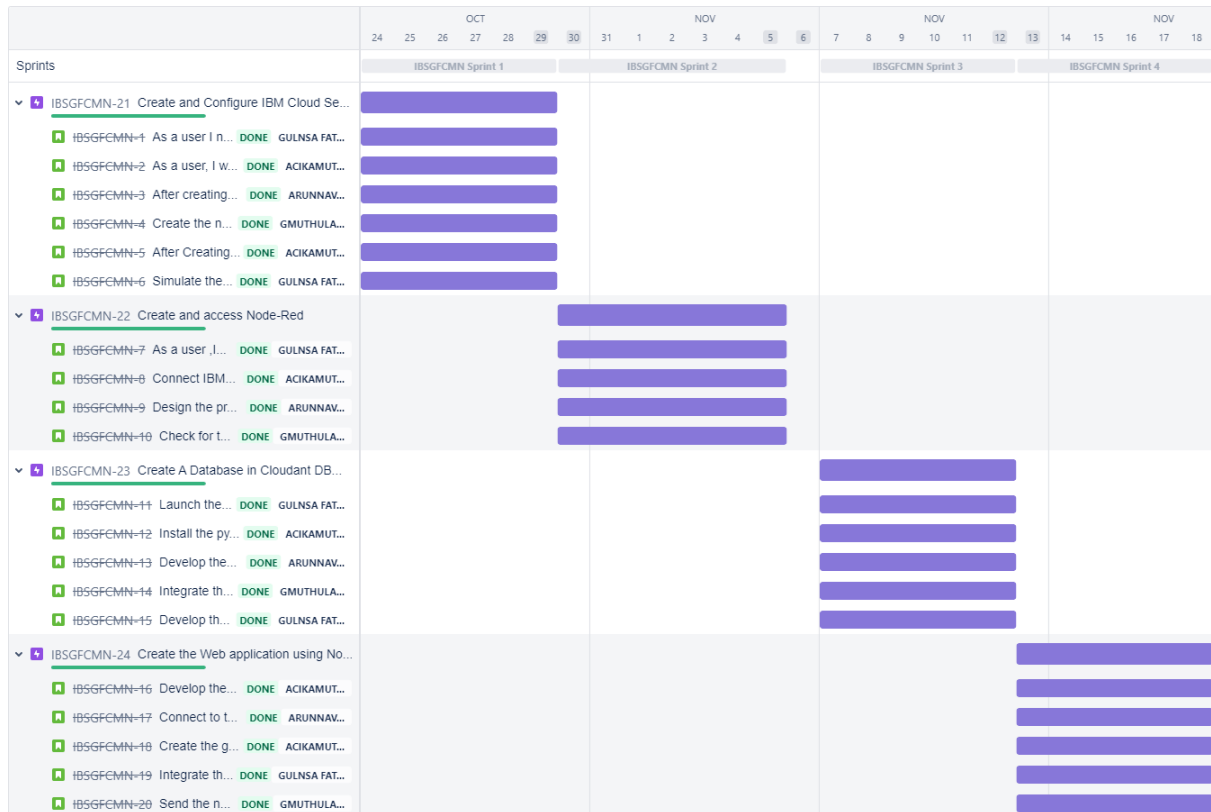 OCT NOV NOV NOV
24 25 26 27 28 29 30 31 1 2 3 4 5 6 7 8 9 10 11 12 13 14 15 16 17 18
Sprints IBSGFCMN Sprint 1 IBSGFCMN Sprint 2 IBSGFCMN Sprint 3 IBSGFCMN Sprint 4
IBSGFCMN-21 Create and Configure IBM Cloud Se...
IBSGFCMN-1 As a user I n... DONE GULNSA FAT...
IBSGFCMN-2 As a user, I w... DONE ACIKAMUT...
IBSGFCMN-3 After creating... DONE ARUNNAV...
IBSGFCMN-4 Create the n... DONE GMUTHULA...
IBSGFCMN-5 After Creating... DONE ACIKAMUT...
IBSGFCMN-6 Simulate the... DONE GULNSA FAT...
IBSGFCMN-22 Create and access Node-Red
IBSGFCMN-7 As a user ,I... DONE GULNSA FAT...
IBSGFCMN-8 Connect IBM... DONE ACIKAMUT...
IBSGFCMN-9 Design the pr... DONE ARUNNAV...
IBSGFCMN-10 Check for t... DONE GMUTHULA...
IBSGFCMN-23 Create A Database in Cloudant DB...
IBSGFCMN-11 Launch the... DONE GULNSA FAT...
IBSGFCMN-12 Install the py... DONE ACIKAMUT...
IBSGFCMN-13 Develop the... DONE ARUNNAV...
IBSGFCMN-14 Integrate th... DONE GMUTHULA...
IBSGFCMN-15 Develop th... DONE GULNSA FAT...
IBSGFCMN-24 Create the Web application using No...
IBSGFCMN-16 Develop the... DONE ACIKAMUT...
IBSGFCMN-17 Connect to t... DONE ARUNNAV...
IBSGFCMN-18 Create the g... DONE ACIKAMUT...
IBSGFCMN-19 Integrate th... DONE GULNSA FAT...
IBSGFCMN-20 Send the n... DONE GMUTHULA...